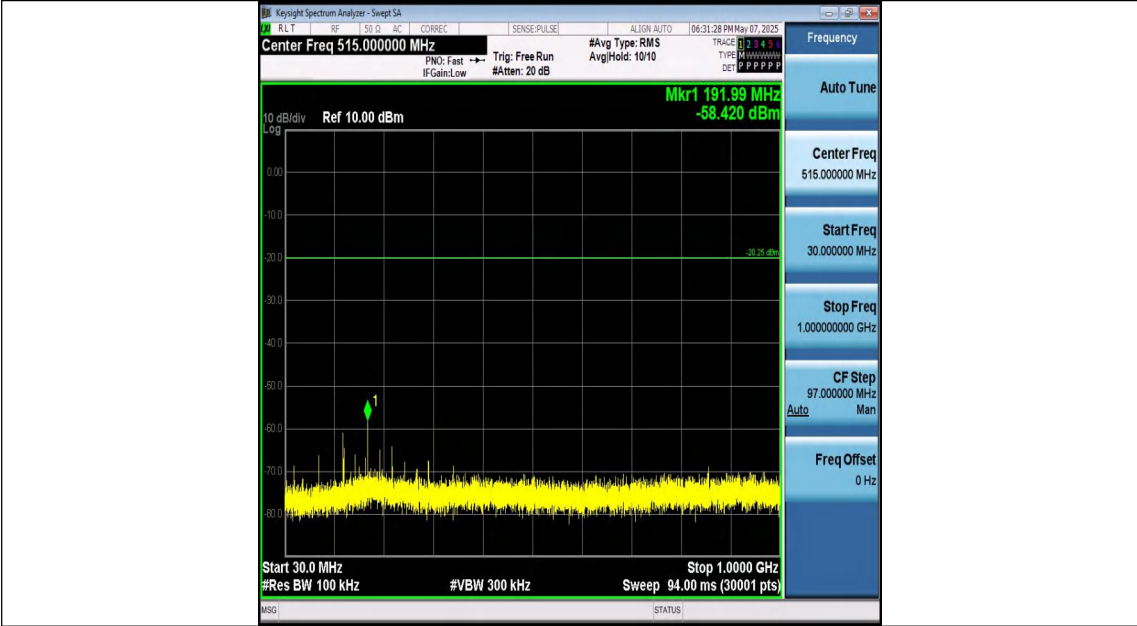 Keysight Spectrum Analyzer - Swept SA
RLT RF 50 Ω AC CORREC SENSE:PULSE ALIGN AUTO 06:31:28 PM May 07, 2025
Center Freq 515.000000 MHz
PNO: Fast
IFGain:Low
Trig: Free Run
#Atten: 20 dB
#Avg Type: RMS
Avg|Hold: 10/10
TRACE 1 2 3 4 5 6
TYPE M
DET P P P P P P
Mkr1 191.99 MHz
-58.420 dBm
10 dB/div Ref 10.00 dBm
Log
0.00
-10.0
-20.0
-20.25 dBm
-30.0
-40.0
-50.0
1
-60.0
-70.0
-80.0
Start 30.0 MHz Stop 1.0000 GHz
#Res BW 100 kHz #VBW 300 kHz Sweep 94.00 ms (30001 pts)
MSG STATUS
Frequency
Auto Tune
Center Freq
515.000000 MHz
Start Freq
30.000000 MHz
Stop Freq
1.000000000 GHz
CF Step
97.000000 MHz
Auto Man
Freq Offset
0 Hz